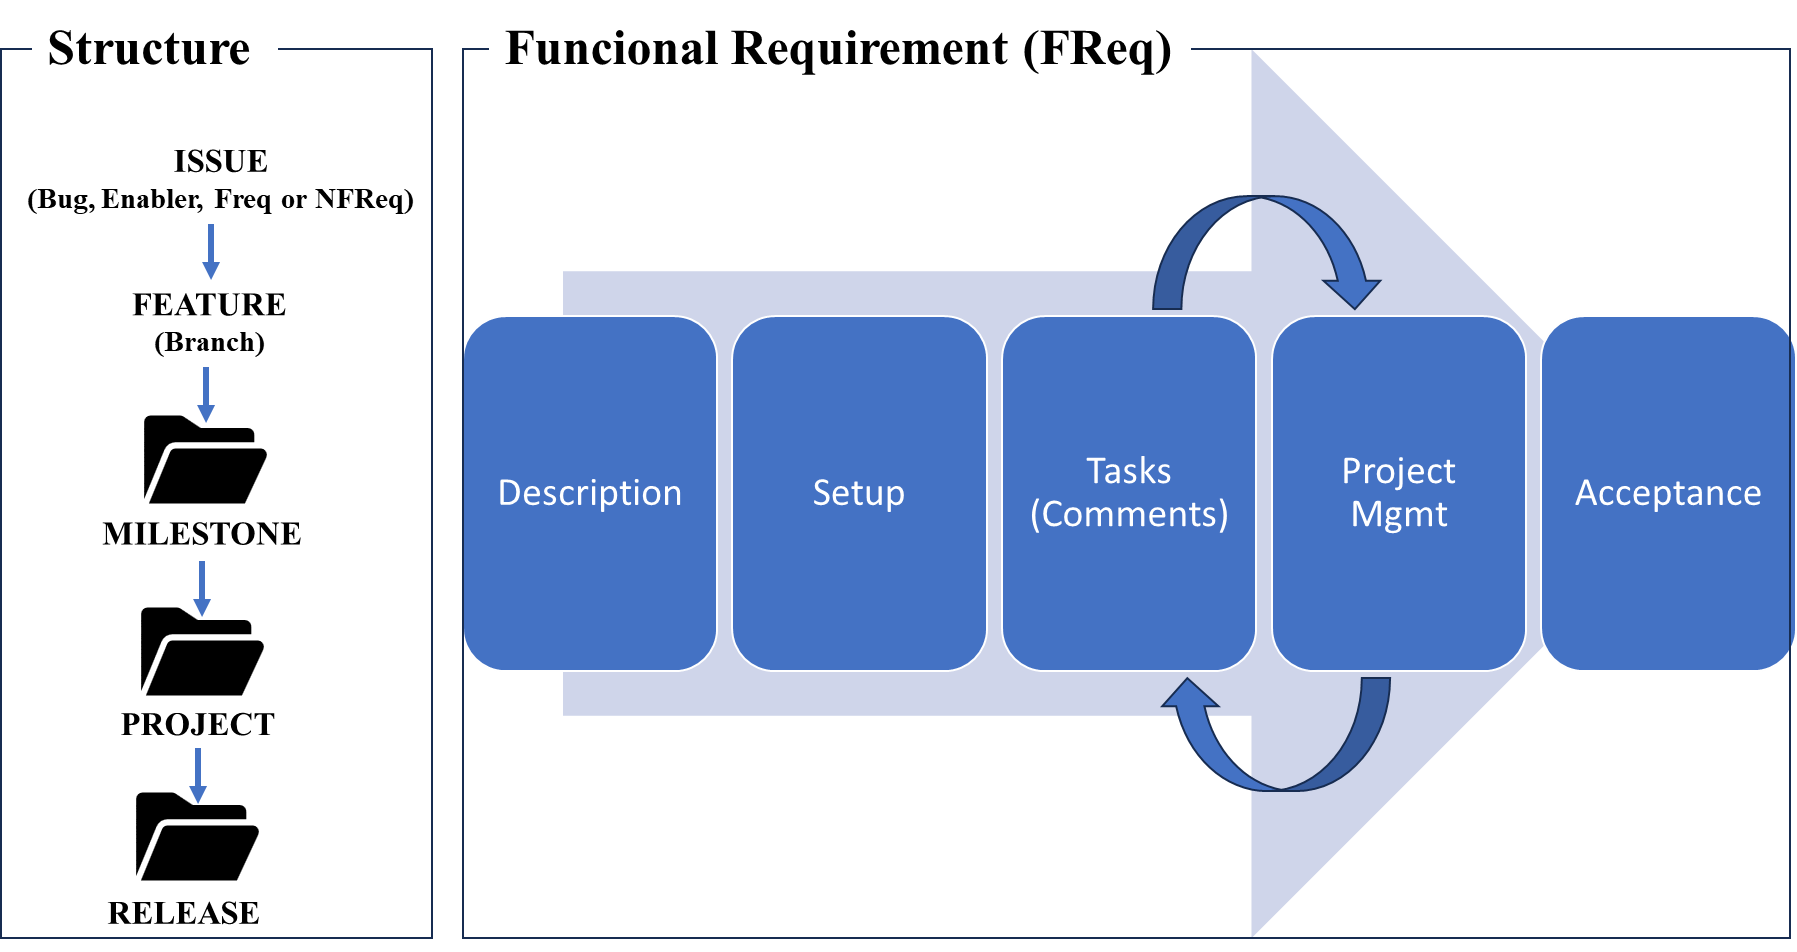 Structure
ISSUE
(Bug, Enabler, Freq or NFReq)
FEATURE
(Branch)
MILESTONE
PROJECT
RELEASE
Funcional Requirement (FReq)
Description
Setup
Tasks
(Comments)
Project
Mgmt
Acceptance